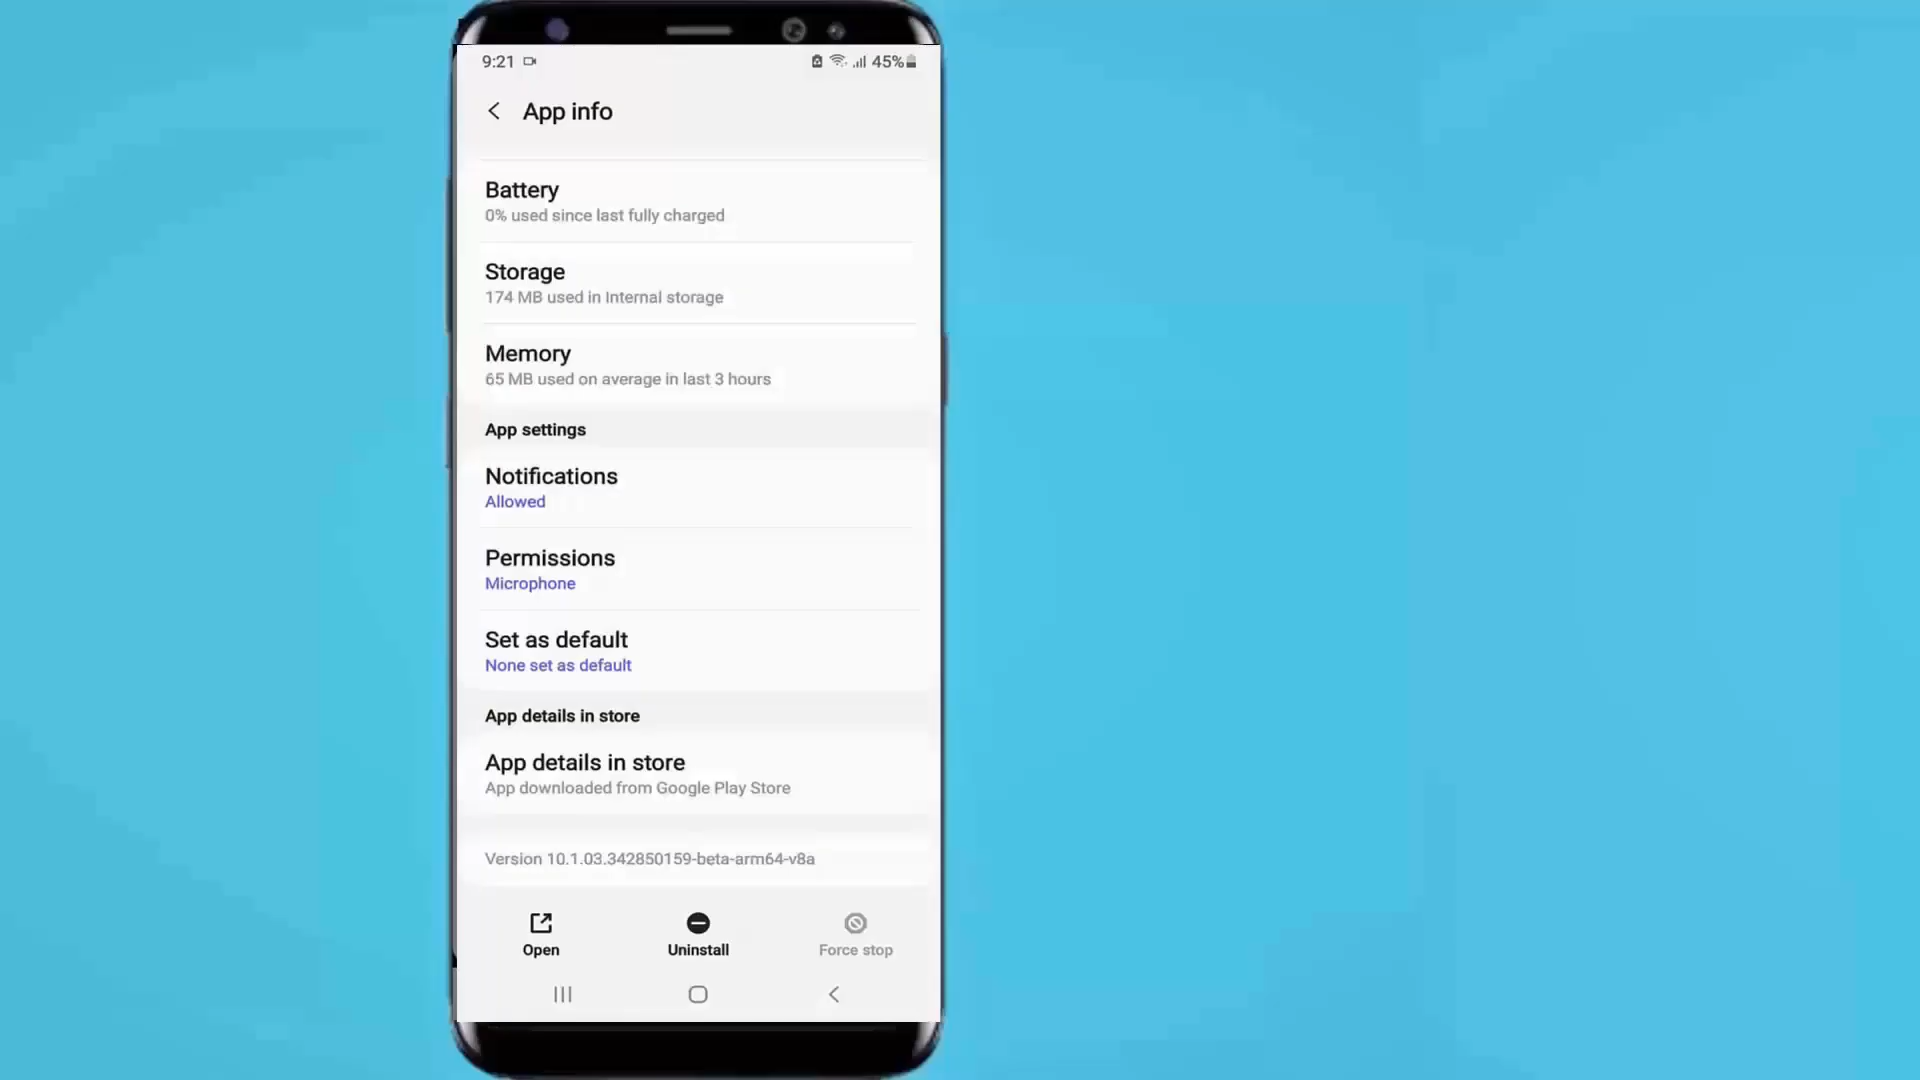 9:21
45%
App info
Battery
0% used since last fully charged
Storage
174 MB used in Internal storage
Memory
65 MB used on average in last 3 hours
App settings
Notifications
Allowed
Permissions
Microphone
Set as default
None set as default
App details in store
App details in store
App downloaded from Google Play Store
Version 10.1.03.342850159-beta-arm64-v8a
Open
Uninstall
Force stop